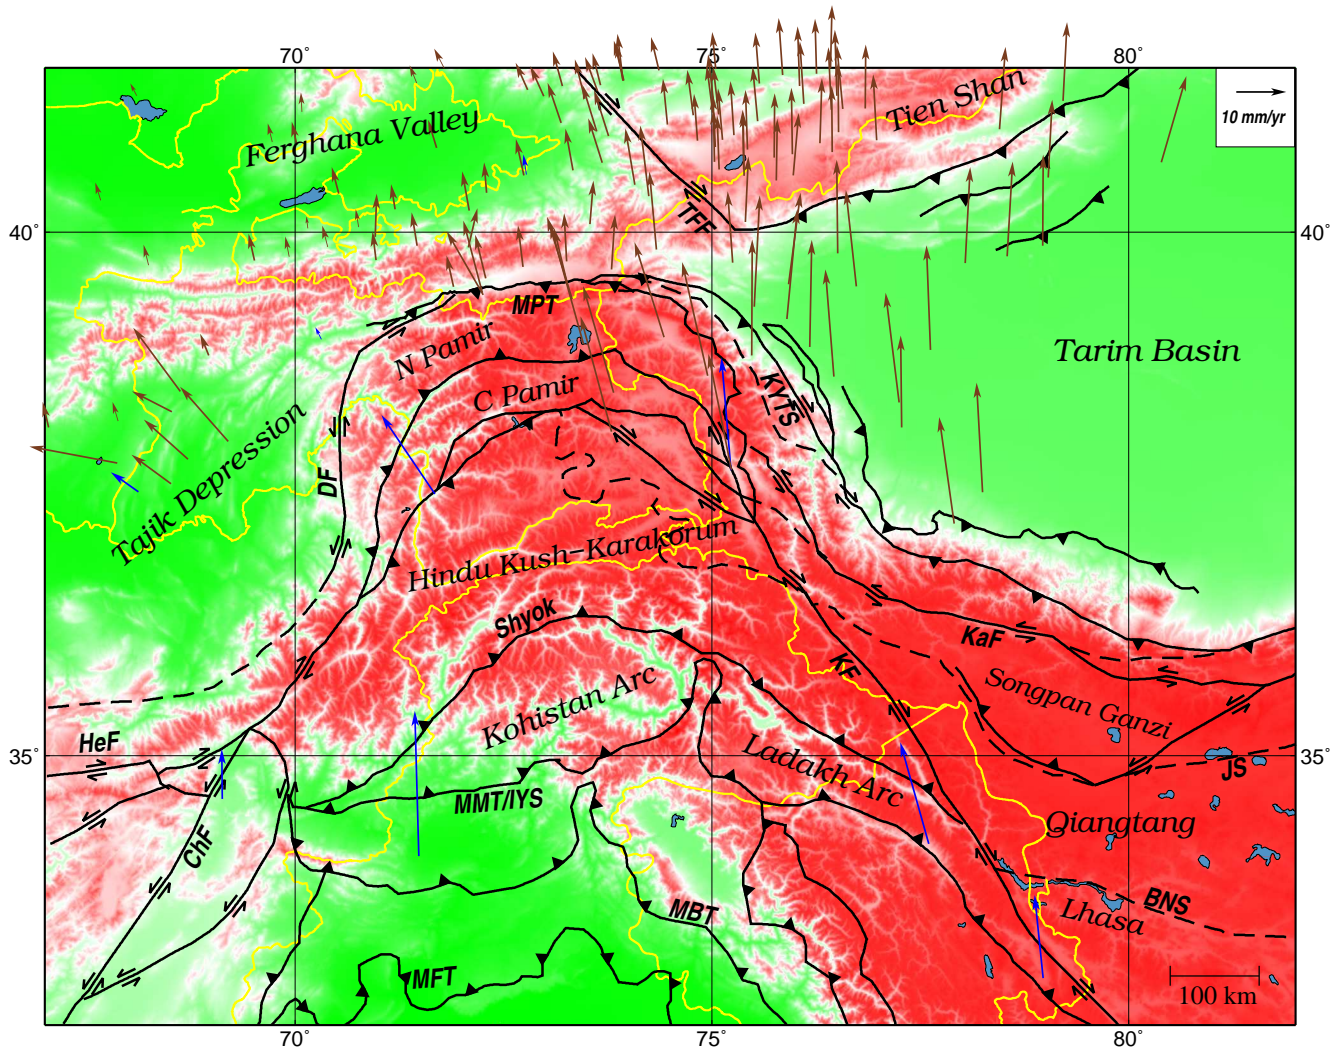 70°
75°
80°
10 mm/yr
Tien Shan
Ferghana Valley
TFF
40°
40°
MPT
N Pamir
Tarim Basin
C Pamir
KYTS
Tajik Depression
DF
Hindu Kush-Karakorum
Shyok
KaF
KF
Songpan Ganzi
Kohistan Arc
HeF
35°
35°
Ladakh Arc
JS
MMT/IYS
Qiangtang
ChF
BNS
MBT
Lhasa
MFT
100 km
70°
75°
80°